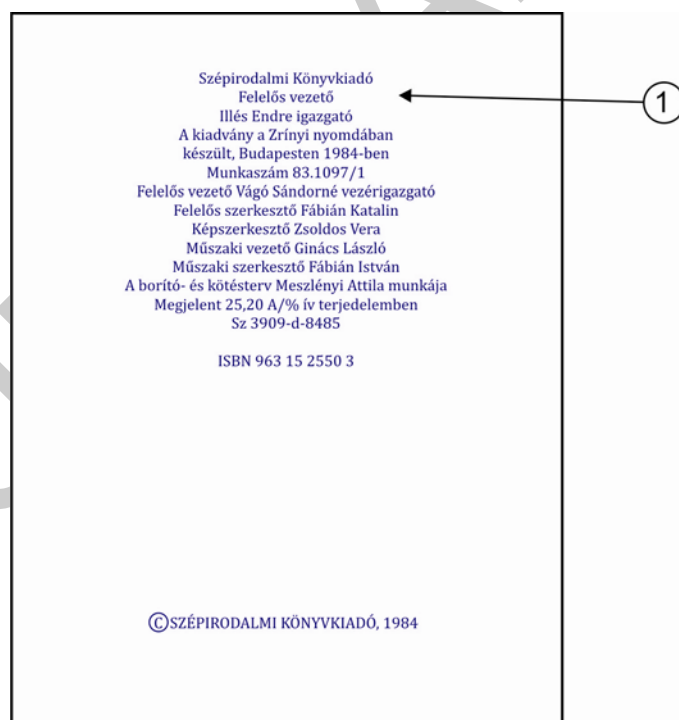 Szépirodalmi Könyvkiadó
Felelős vezető
Illés Endre igazgató
A kiadvány a Zrínyi nyomdában
készült, Budapesten 1984-ben
Munkaszám 83.1097/1
Felelős vezető Vágó Sándorné vezérigazgató
Felelős szerkesztő Fábián Katalin
Képszerkesztő Zsoldos Vera
Műszaki vezető Ginács László
Műszaki szerkesztő Fábián István
A borító- és kötésterv Meszlényi Attila munkája
Megjelent 25,20 A/% ív terjedelemben
Sz 3909-d-8485
ISBN 963 15 2550 3
©SZÉPIRODALMI KÖNYVKIADÓ, 1984
1